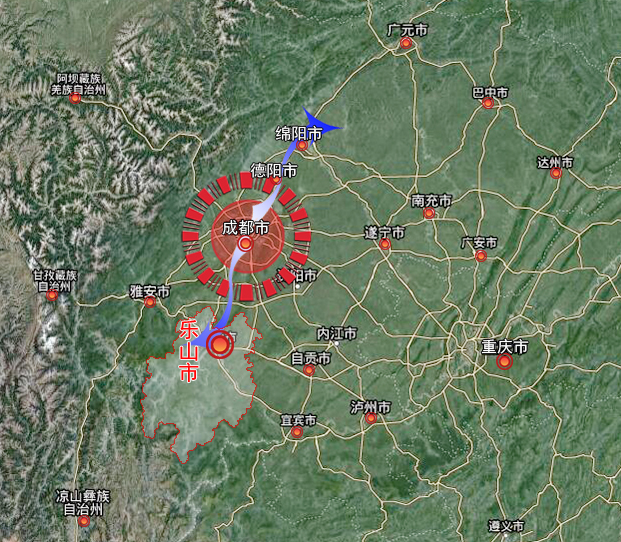 广元市
阿坝藏族
羌族自治州
巴中市
绵阳市
达州市
德阳市
南充市
成都市
遂宁市
广安市
甘孜藏族
自治州
阳市
雅安市
乐山市
内江市
重庆市
自贡市
泸州市
宜宾市
凉山彝族
自治州
遵义市